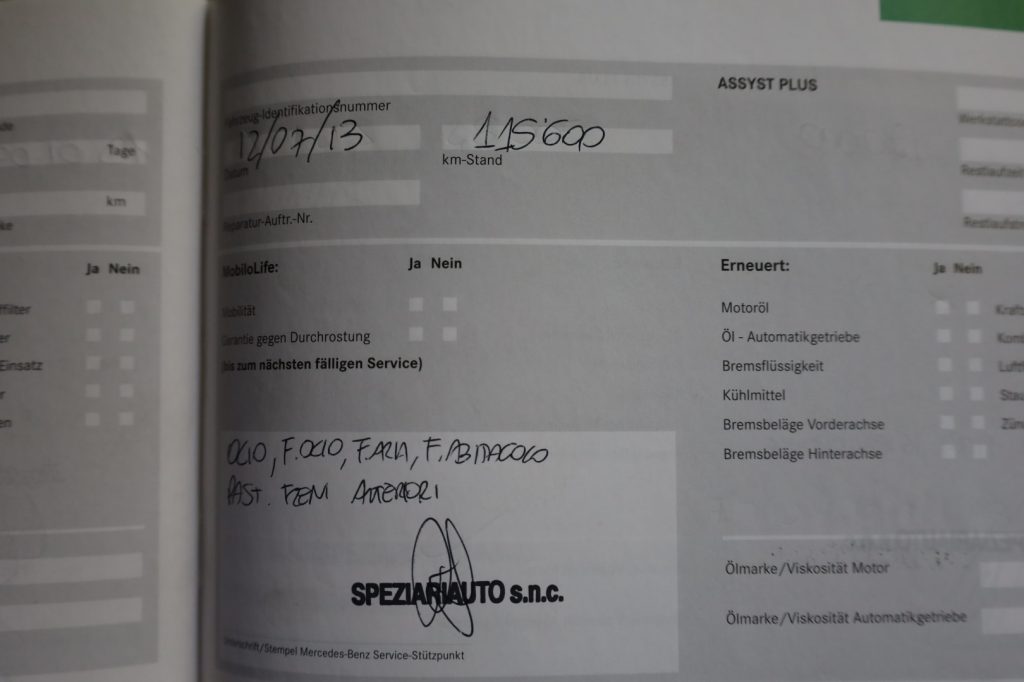 ASSYST PLUS
Fahrzeug-Identifikationsnummer
12/07/13
115'600
Tage
Datum
km-Stand
km
Reparatur-Auftr.-Nr.
Ja Nein
MobiloLife:
Ja Nein
Erneuert:
Ja Nein
Mobilität
Motoröl
Garantie gegen Durchrostung
Öl - Automatikgetriebe
(bis zum nächsten fälligen Service)
Einsatz
Bremsflüssigkeit
Kühlmittel
Bremsbeläge Vorderachse
Bremsbeläge Hinterachse
OLIO, F. OLIO, F. ARIA, F. ABITACOLO
PAST. FRENI ANTERIORI
SPEZIARIAUTO s.n.c.
Ölmarke/Viskosität Motor
Ölmarke/Viskosität Automatikgetriebe
Unterschrift/Stempel Mercedes-Benz Service-Stützpunkt